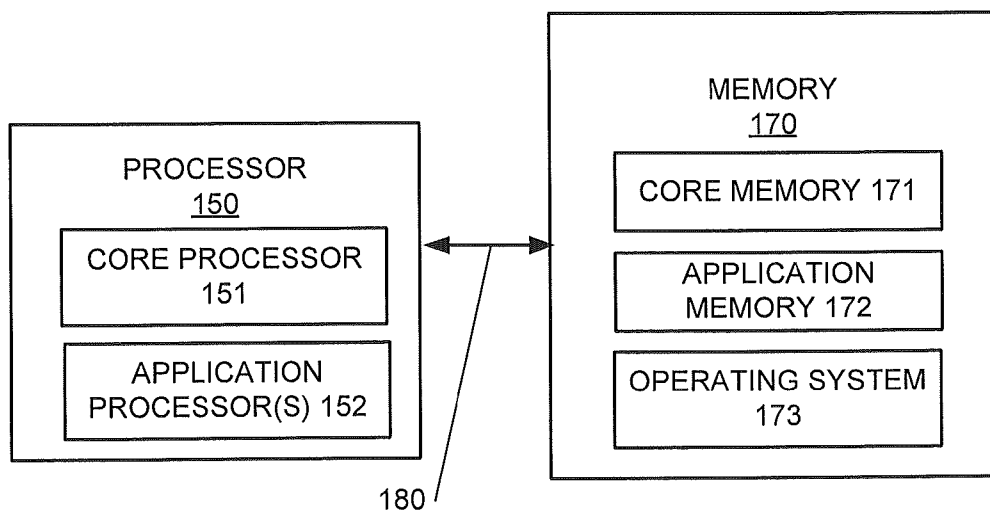 PROCESSOR
150
CORE PROCESSOR
151
APPLICATION
PROCESSOR(S) 152
MEMORY
170
CORE MEMORY 171
APPLICATION
MEMORY 172
OPERATING SYSTEM
173
180